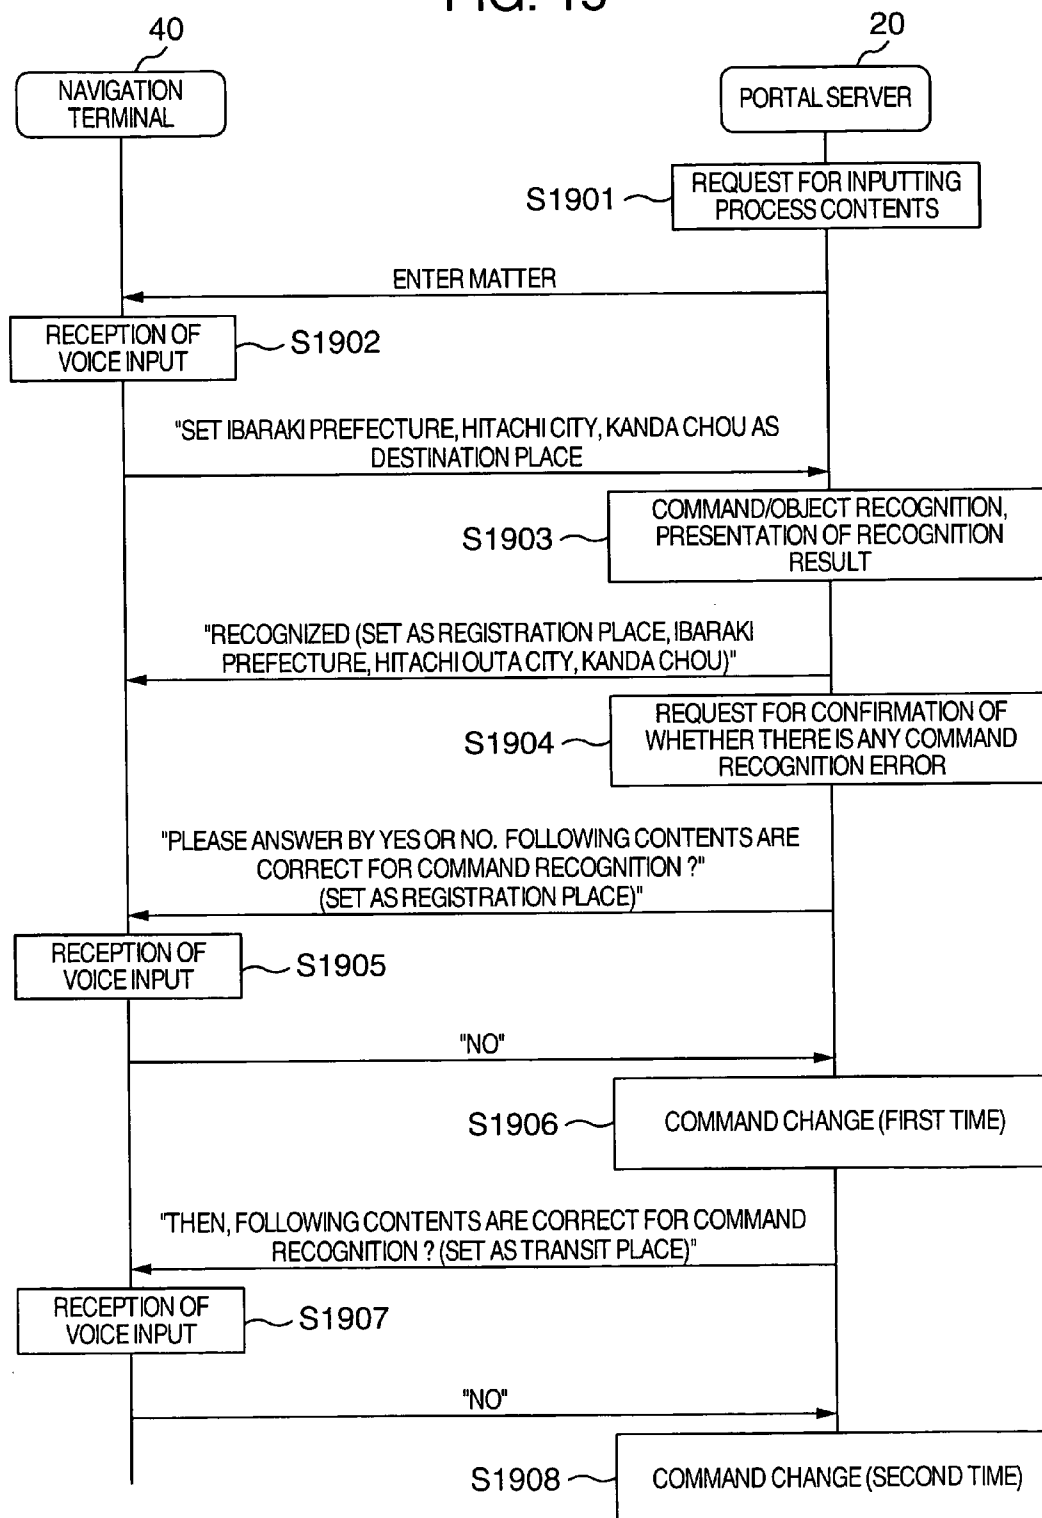 40
20
NAVIGATION
TERMINAL
PORTAL SERVER
S1901
REQUEST FOR INPUTTING
PROCESS CONTENTS
ENTER MATTER
RECEPTION OF
VOICE INPUT
S1902
"SET IBARAKI PREFECTURE, HITACHI CITY, KANDA CHOU AS
DESTINATION PLACE
S1903
COMMAND/OBJECT RECOGNITION,
PRESENTATION OF RECOGNITION
RESULT
"RECOGNIZED (SET AS REGISTRATION PLACE, IBARAKI
PREFECTURE, HITACHI OUTA CITY, KANDA CHOU)"
S1904
REQUEST FOR CONFIRMATION OF
WHETHER THERE IS ANY COMMAND
RECOGNITION ERROR
"PLEASE ANSWER BY YES OR NO. FOLLOWING CONTENTS ARE
CORRECT FOR COMMAND RECOGNITION ?"
(SET AS REGISTRATION PLACE)"
RECEPTION OF
VOICE INPUT
S1905
"NO"
S1906
COMMAND CHANGE (FIRST TIME)
"THEN, FOLLOWING CONTENTS ARE CORRECT FOR COMMAND
RECOGNITION ? (SET AS TRANSIT PLACE)"
RECEPTION OF
VOICE INPUT
S1907
"NO"
S1908
COMMAND CHANGE (SECOND TIME)